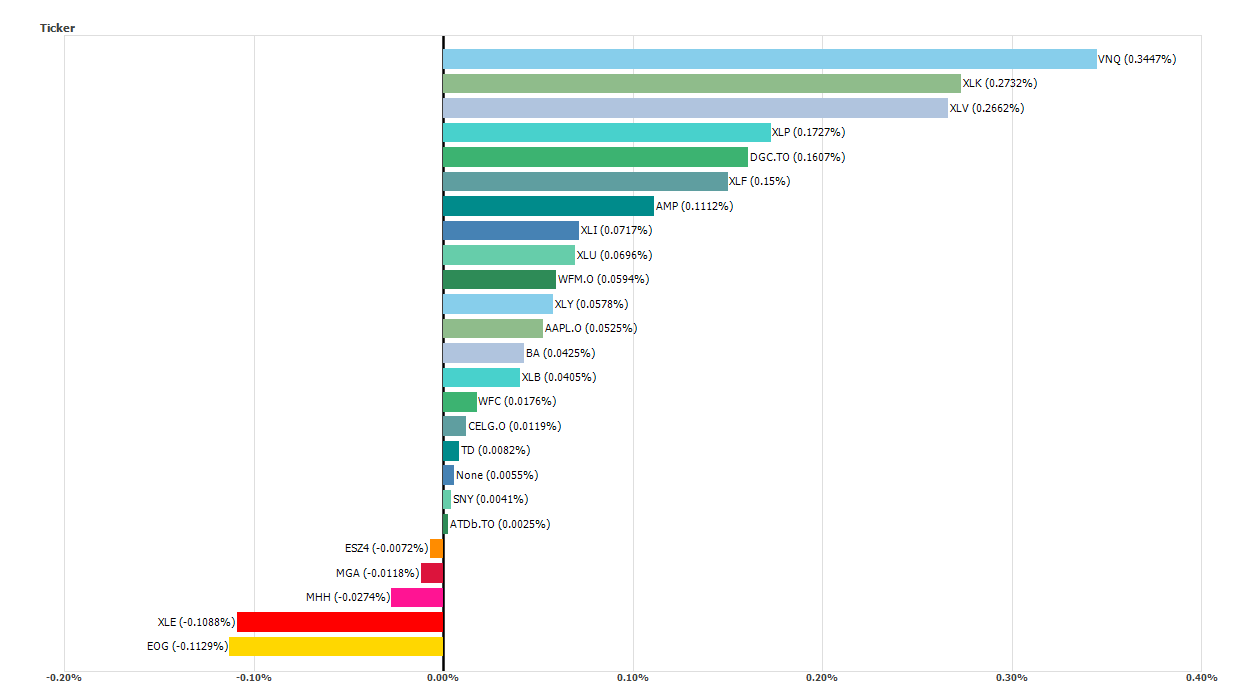 Ticker
VNQ (0.3447%)
XLK (0.2732%)
XLV (0.2662%)
XLP (0.1727%)
DGC.TO (0.1607%)
XLF (0.15%)
AMP (0.1112%)
XLI (0.0717%)
XLU (0.0696%)
WFM.O (0.0594%)
XLY (0.0578%)
AAPL.O (0.0525%)
BA (0.0425%)
XLB (0.0405%)
WFC (0.0176%)
CELG.O (0.0119%)
TD (0.0082%)
None (0.0055%)
SNY (0.0041%)
ATDb.TO (0.0025%)
ESZ4 (-0.0072%)
MGA (-0.0118%)
MHH (-0.0274%)
XLE (-0.1088%)
EOG (-0.1129%)
-0.20% -0.10% 0.00% 0.10% 0.20% 0.30% 0.40%